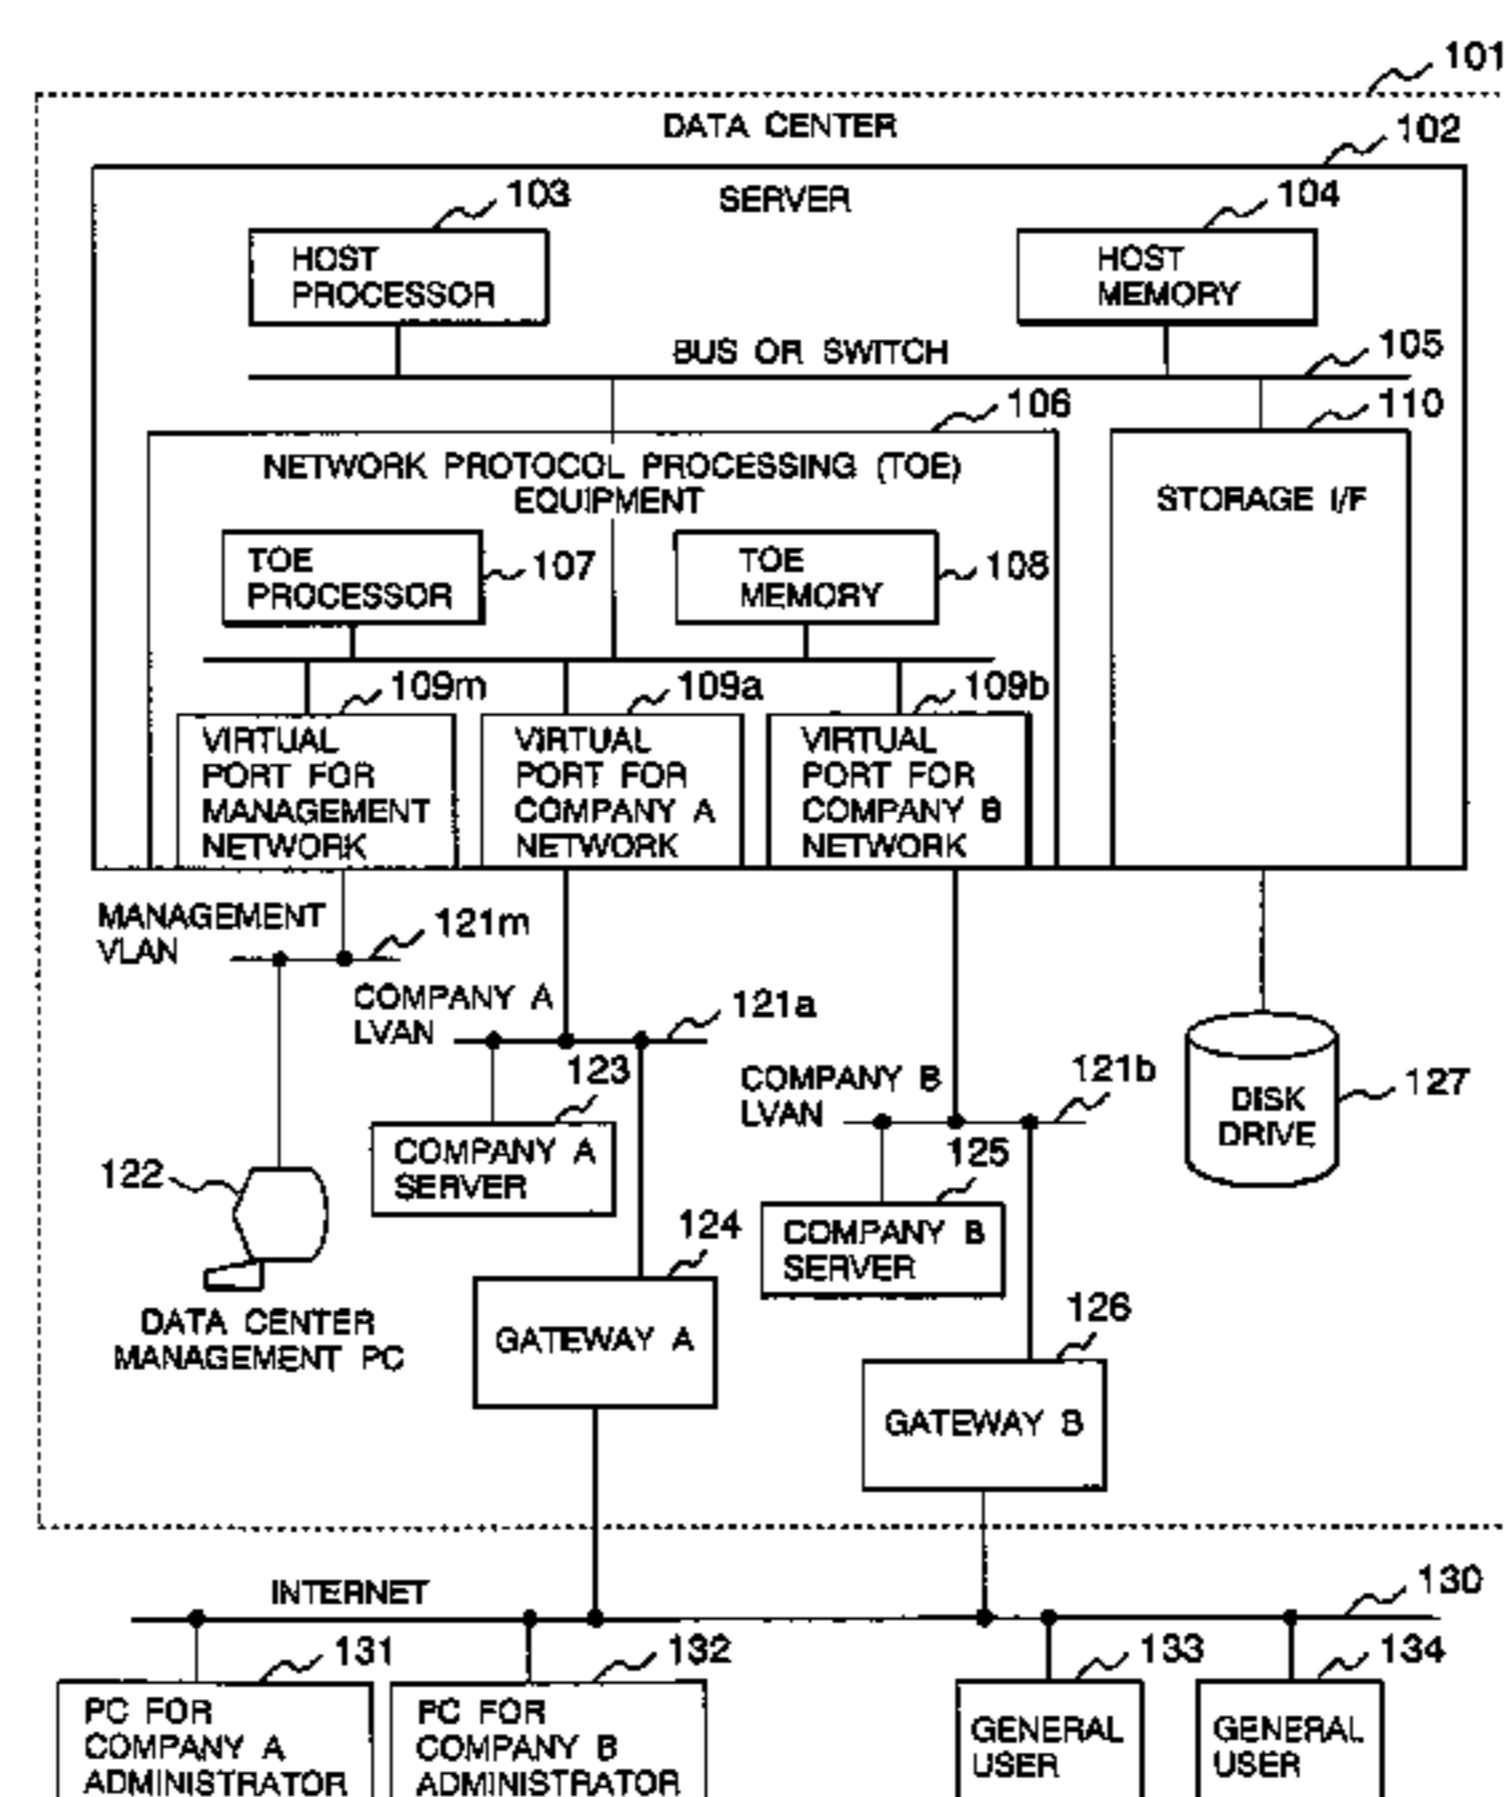 101
DATA CENTER
102
SERVER
103
104
HOST
PROCESSOR
HOST
MEMORY
BUS OR SWITCH
105
106
110
NETWORK PROTOCOL PROCESSING (TOE)
EQUIPMENT
STORAGE I/F
TOE
PROCESSOR
107
TOE
MEMORY
108
109m
109a
109b
VIRTUAL
PORT FOR
MANAGEMENT
NETWORK
VIRTUAL
PORT FOR
COMPANY A
NETWORK
VIRTUAL
PORT FOR
COMPANY B
NETWORK
MANAGEMENT
VLAN
121m
COMPANY A
LVAN
121a
123
COMPANY B
LVAN
121b
DISK
DRIVE
127
122
COMPANY A
SERVER
125
124
COMPANY B
SERVER
DATA CENTER
MANAGEMENT PC
GATEWAY A
126
GATEWAY B
INTERNET
130
131
132
133
134
PC FOR
COMPANY A
ADMINISTRATOR
PC FOR
COMPANY B
ADMINISTRATOR
GENERAL
USER
GENERAL
USER